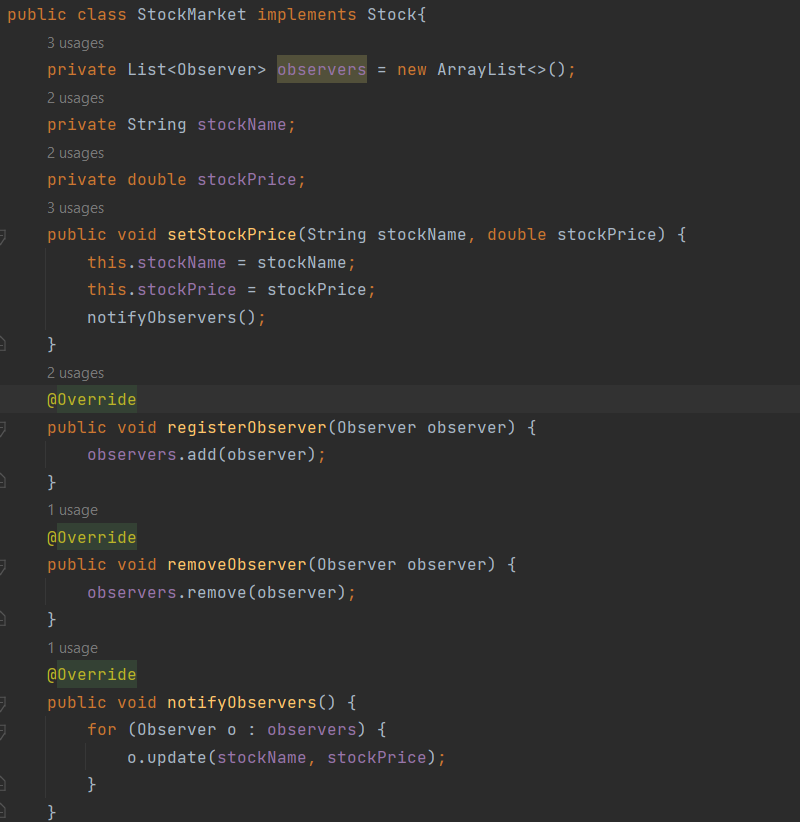 public class StockMarket implements Stock{
3 usages
private List<Observer> observers = new ArrayList<>();
2 usages
private String stockName;
2 usages
private double stockPrice;
3 usages
public void setStockPrice(String stockName, double stockPrice) {
this.stockName = stockName;
this.stockPrice = stockPrice;
notifyObservers();
}
2 usages
@Override
public void registerObserver(Observer observer) {
observers.add(observer);
}
1 usage
@Override
public void removeObserver(Observer observer) {
observers.remove(observer);
}
1 usage
@Override
public void notifyObservers() {
for (Observer o : observers) {
o.update(stockName, stockPrice);
}
}